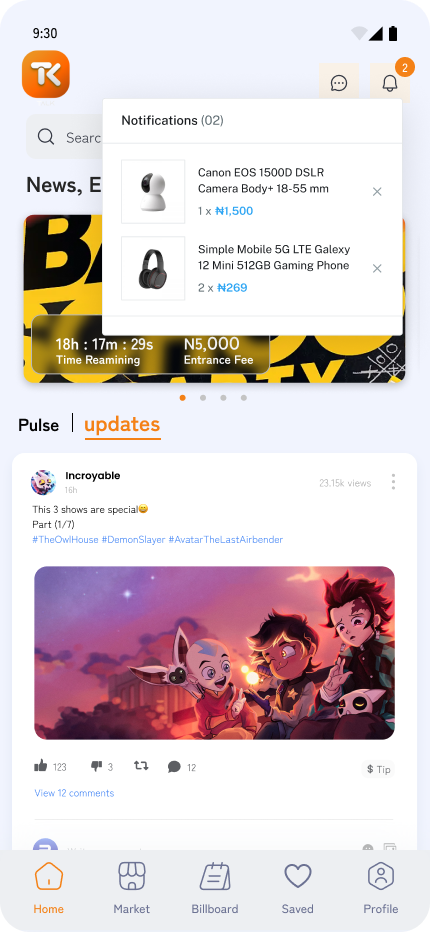 9:30
TK
2
Notifications (02)
Searc
News, E
Canon EOS 1500D DSLR
Camera Body+ 18-55 mm
1 x ₦1,500
Simple Mobile 5G LTE Galexy
12 Mini 512GB Gaming Phone
2 x ₦269
18h : 17m : 29s
Time Reamining
N5,000
Entrance Fee
Pulse
updates
Incroyable
16h
23.15k views
This 3 shows are special😄
Part (1/7)
#TheOwlHouse #DemonSlayer #AvatarTheLastAirbender
123
3
12
$ Tip
View 12 comments
Home
Market
Billboard
Saved
Profile